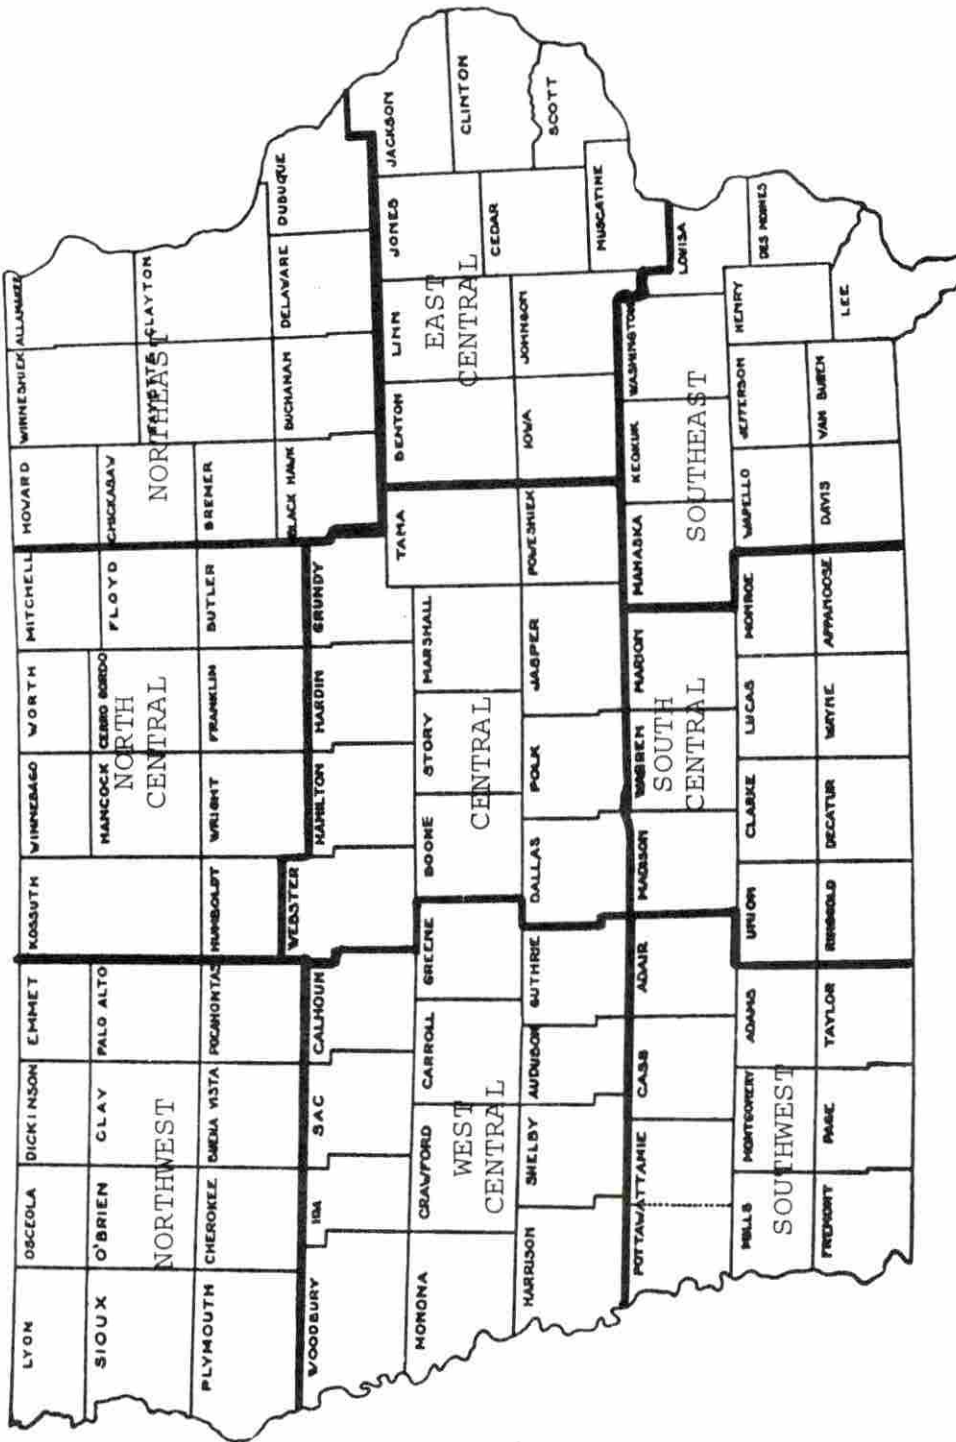 LYON
OSCEOLA
DICKINSON
EMMET
KOSSUTH
WINNEBAGO
WORTH
MITCHELL
HOWARD
WINNESHIEK
ALLAMAKEE
SIOUX
O'BRIEN
CLAY
PALO ALTO
HANCOCK
CERRO GORDO
FLOYD
CHICKASAW
FAYETTE
CLAYTON
NORTHWEST
NORTH
CENTRAL
NORTHEAST
PLYMOUTH
CHEROKEE
BUENA VISTA
POCAHONTAS
HUMBOLDT
WRIGHT
FRANKLIN
BUTLER
BREMER
WOODBURY
IDA
SAC
CALHOUN
WEBSTER
HAMILTON
HARDIN
GRUNDY
BLACK HAWK
BUCHANAN
DELAWARE
DUBUQUE
MONONA
CRAWFORD
CARROLL
GREENE
BOONE
STORY
MARSHALL
TAMA
BENTON
LINN
JONES
JACKSON
CLINTON
WEST
CENTRAL
CENTRAL
EAST
CENTRAL
HARRISON
SHELBY
AUDUBON
GUTHRIE
DALLAS
POLK
JASPER
POWESHIEK
IOWA
JOHNSON
CEDAR
SCOTT
MUSCATINE
POTTAWATTAMIE
CASS
ADAIR
MADISON
WARREN
MARION
MAHASKA
KEOKUK
WASHINGTON
LOUISA
SOUTHWEST
SOUTH
CENTRAL
SOUTHEAST
MILLS
MONTGOMERY
ADAMS
UNION
CLARKE
LUCAS
MONROE
WAPELLO
JEFFERSON
HENRY
DES MOINES
FREMONT
PAGE
TAYLOR
RINGGOLD
DECATUR
WAYNE
APPANOOSE
DAVIS
VAN BUREN
LEE